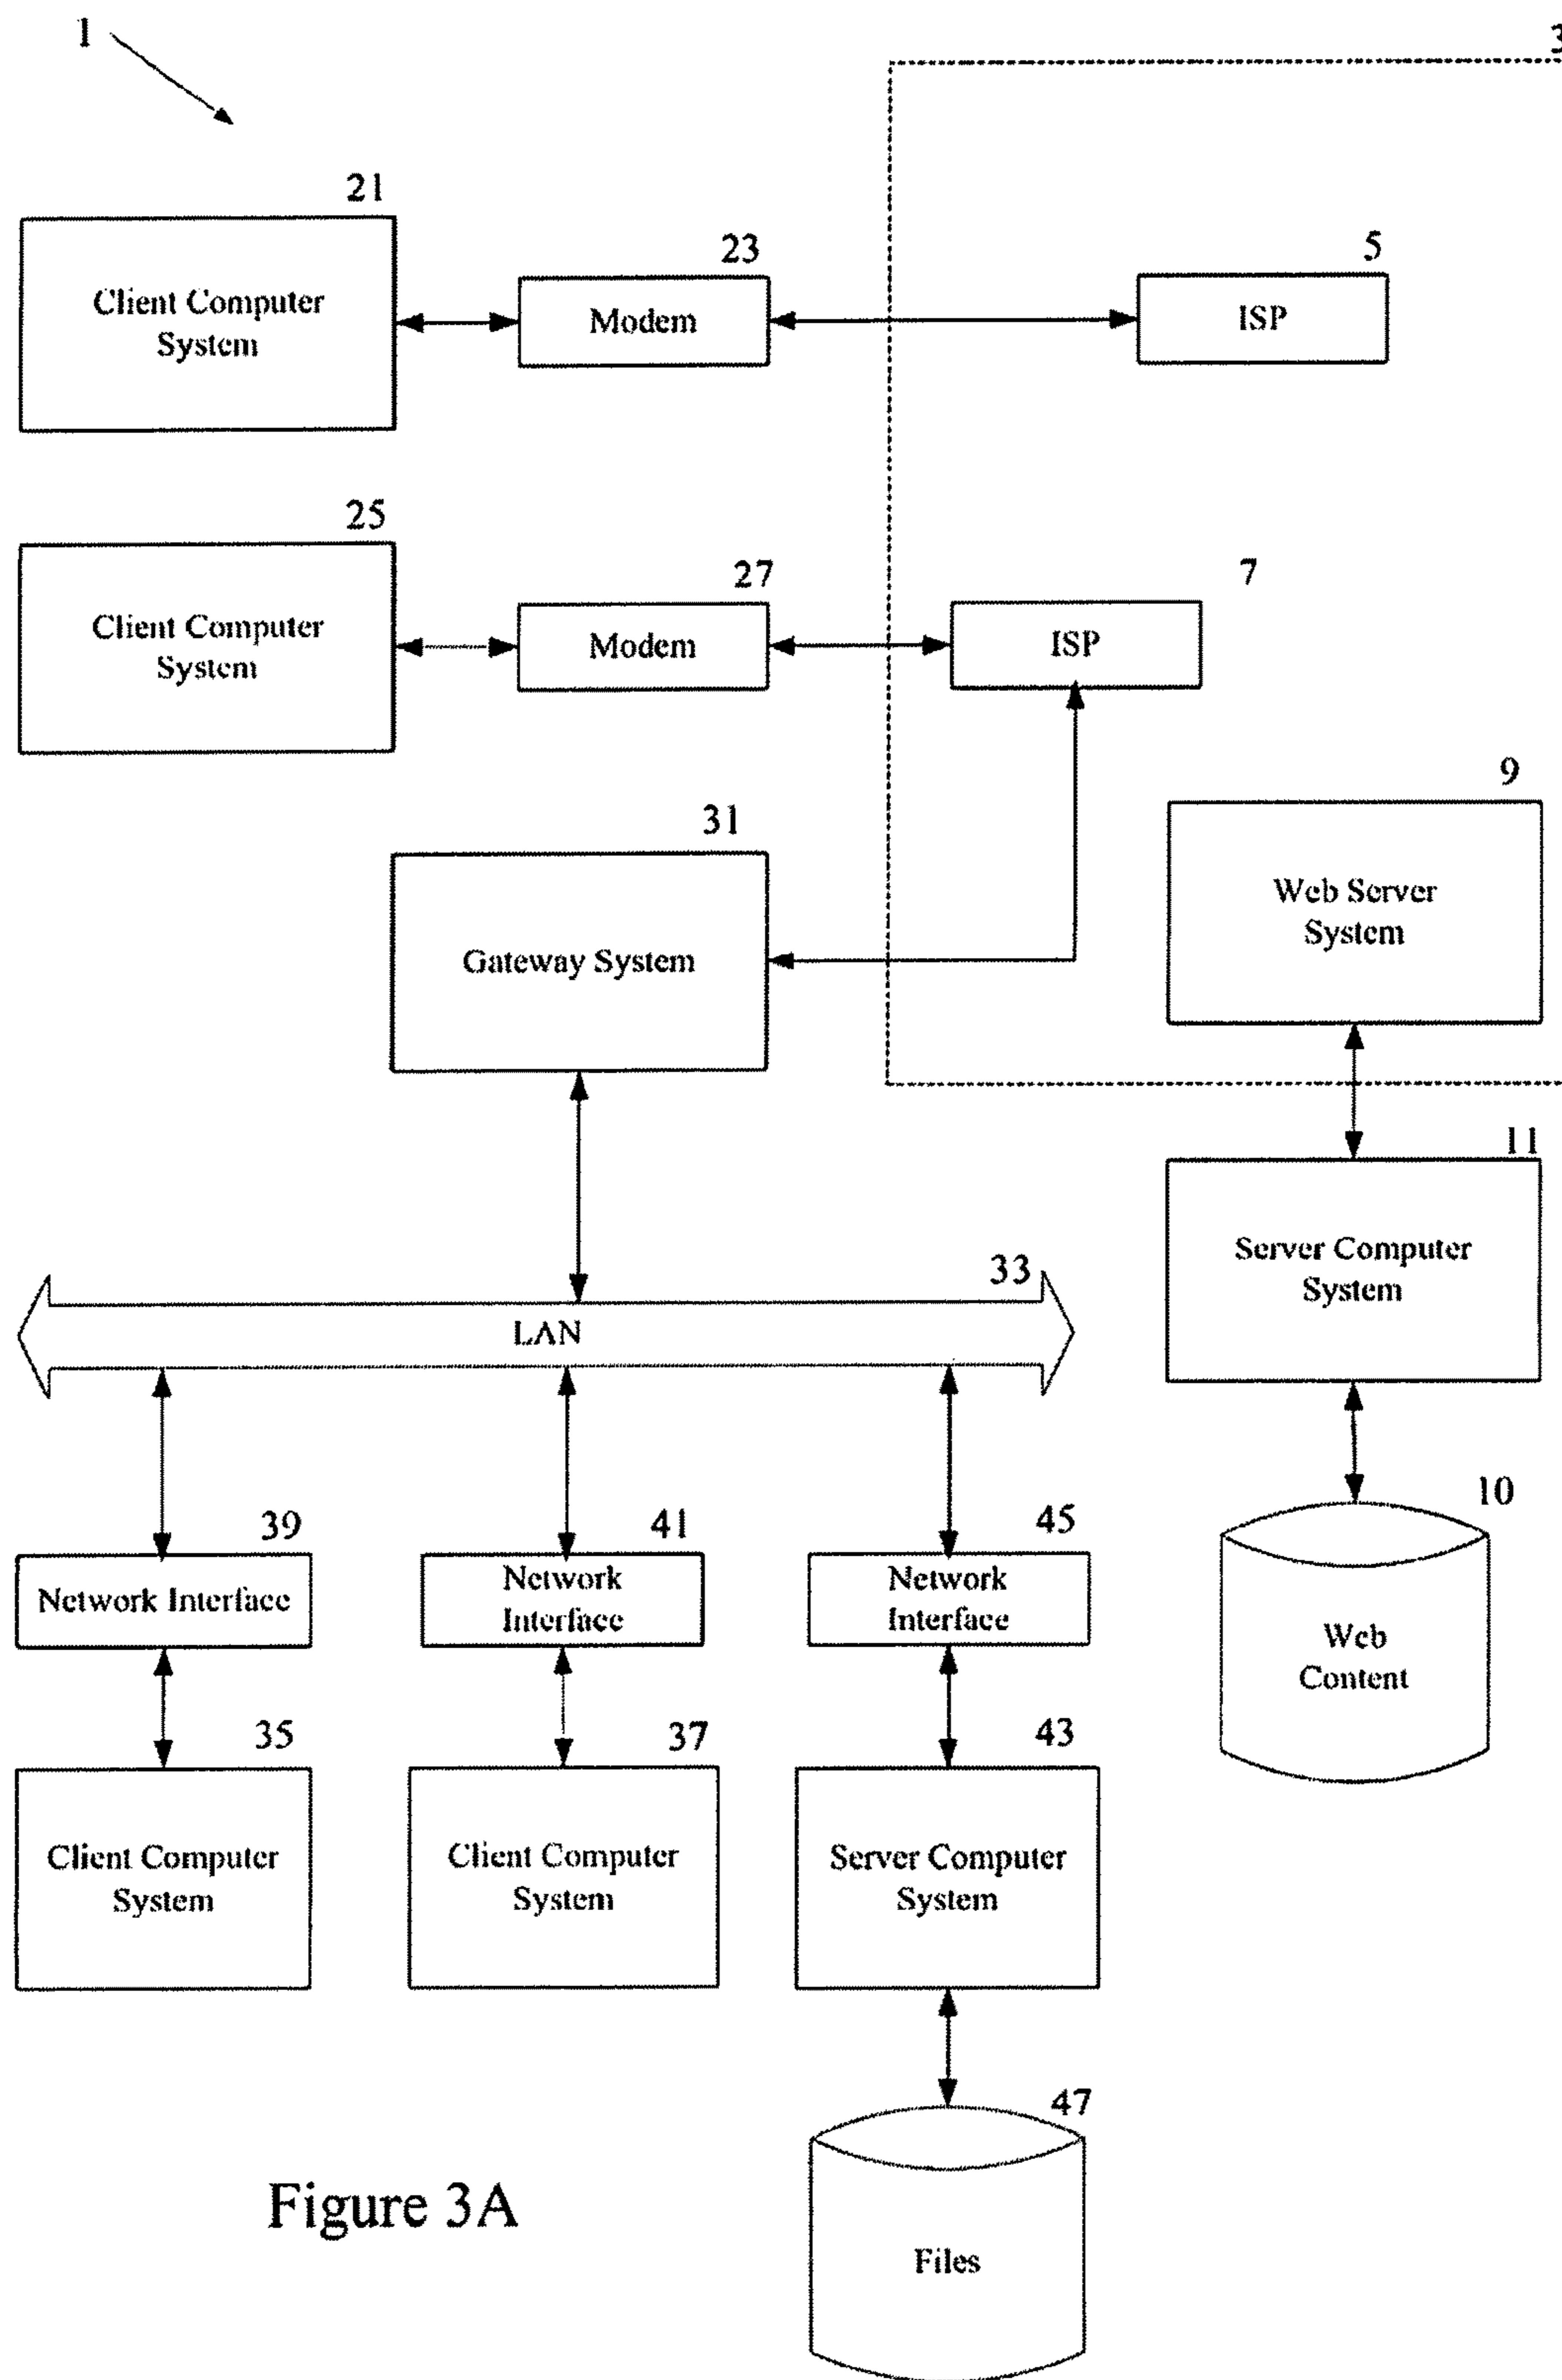 1
3
21
Client Computer
System
23
Modem
5
ISP
25
Client Computer
System
27
Modem
7
ISP
9
Web Server
System
31
Gateway System
11
Server Computer
System
33
LAN
10
Web
Content
39
Network Interface
41
Network
Interface
45
Network
Interface
35
Client Computer
System
37
Client Computer
System
43
Server Computer
System
47
Files
Figure 3A